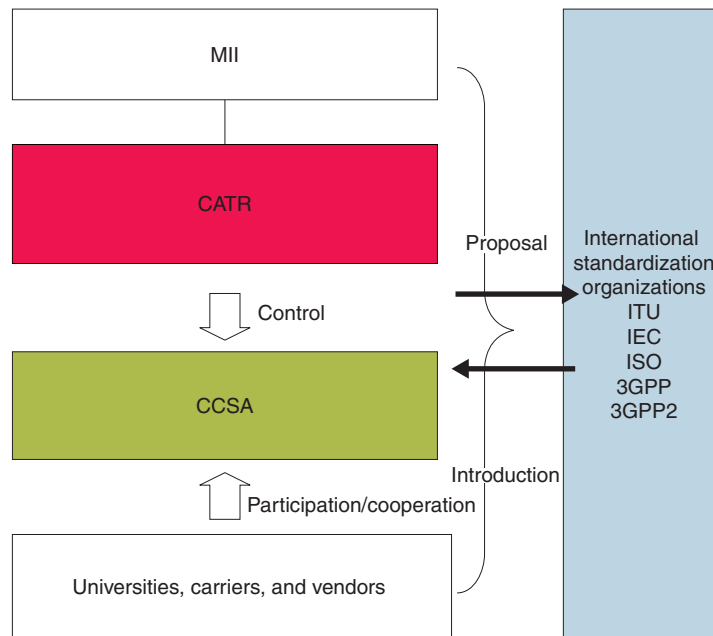 MII
CATR
Proposal
Control
CCSA
Introduction
Participation/cooperation
Universities, carriers, and vendors
International
standardization
organizations
ITU
IEC
ISO
3GPP
3GPP2